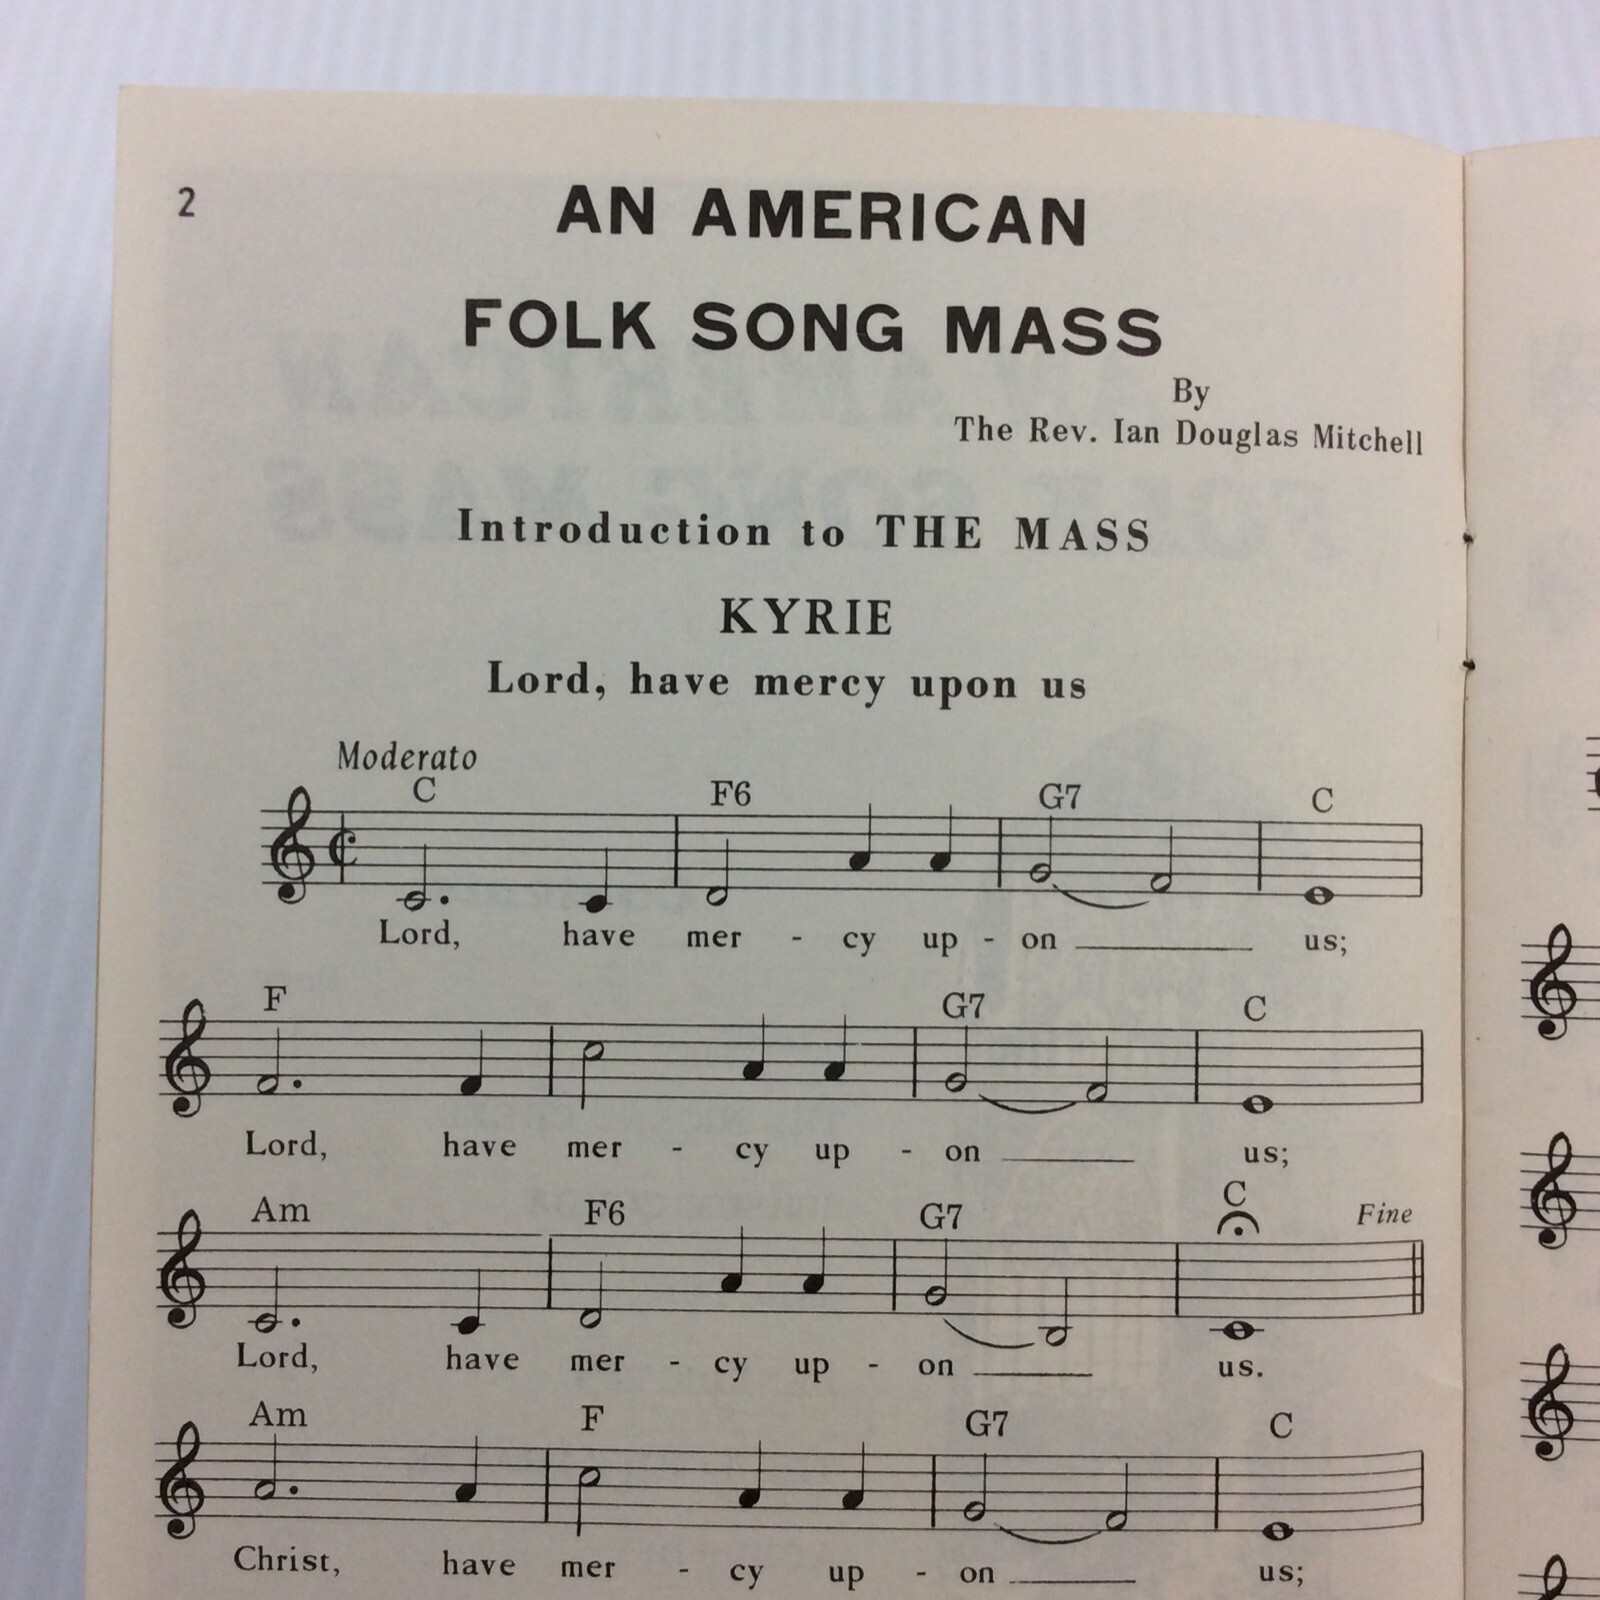 2
AN AMERICAN
FOLK SONG MASS
By
The Rev. Ian Douglas Mitchell
Introduction to THE MASS
KYRIE
Lord, have mercy upon us
Moderato
C F6 G7 C
Lord, have mer - cy up - on us;
F G7 C
Lord, have mer - cy up - on us;
Am F6 G7 C Fine
Lord, have mer - cy up - on us.
Am F G7 C
Christ, have mer - cy up - on us;